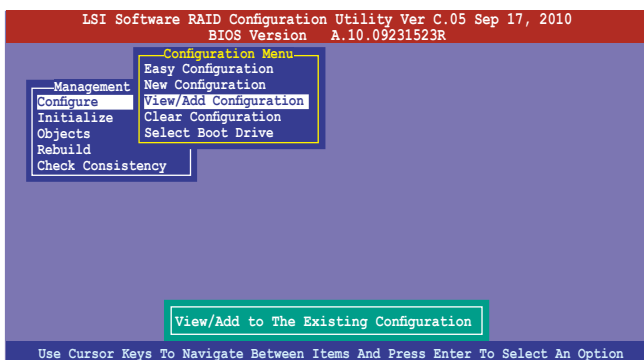 LSI Software RAID Configuration Utility Ver C.05 Sep 17, 2010
BIOS Version A.10.09231523R
Configuration Menu
Easy Configuration
New Configuration
View/Add Configuration
Clear Configuration
Select Boot Drive
Management
Configure
Initialize
Objects
Rebuild
Check Consistency
View/Add to The Existing Configuration
Use Cursor Keys To Navigate Between Items And Press Enter To Select An Option